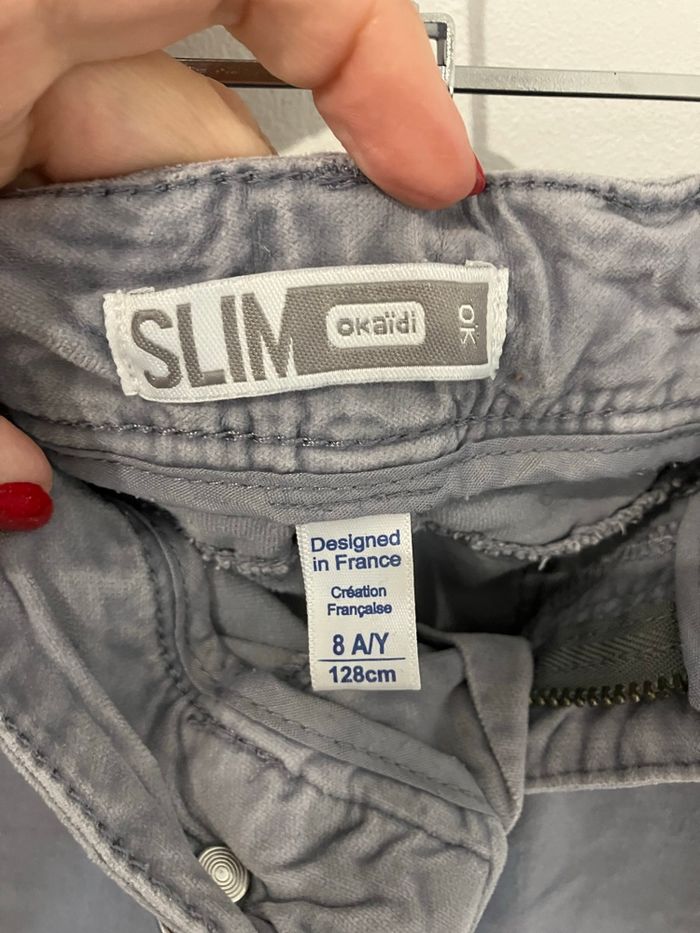 SLIM okaïdi ok
Designed
in France
Création
Française
8 A/Y
128cm